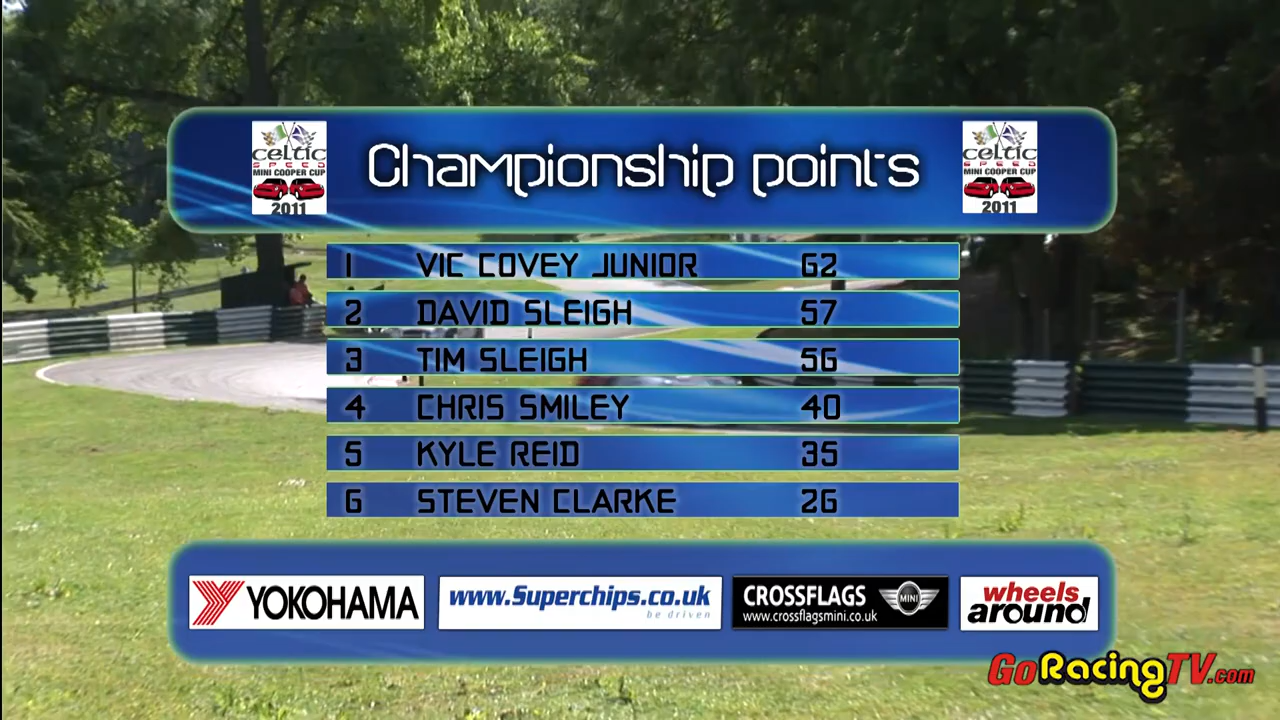 celtic
SPEED
MINI COOPER CUP
2011
Championship points
celtic
SPEED
MINI COOPER CUP
2011
1 VIC COVEY JUNIOR 62
2 DAVID SLEIGH 57
3 TIM SLEIGH 56
4 CHRIS SMILEY 40
5 KYLE REID 35
6 STEVEN CLARKE 26
YOKOHAMA
www.Superchips.co.uk
be driven
CROSSFLAGS
www.crossflagsmini.co.uk
MINI
wheels
around
GoRacingTV.com